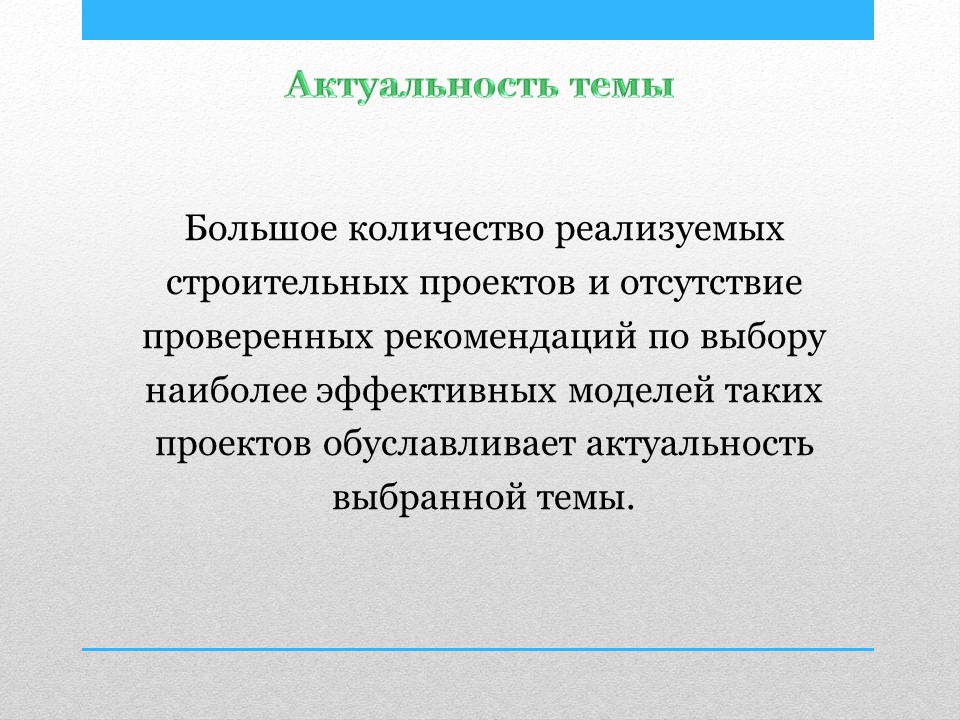 Актуальность темы
Большое количество реализуемых
строительных проектов и отсутствие
проверенных рекомендаций по выбору
наиболее эффективных моделей таких
проектов обуславливает актуальность
выбранной темы.